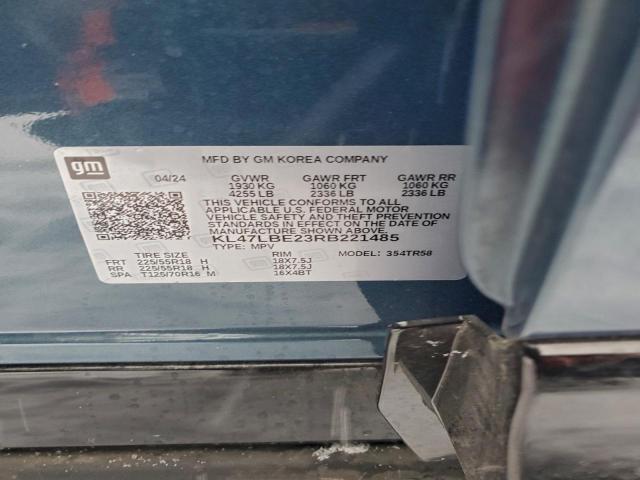 gm
MFD BY GM KOREA COMPANY
04/24 GVWR GAWR FRT GAWR RR
1930 KG 1060 KG 1060 KG
4255 LB 2336 LB 2336 LB
THIS VEHICLE CONFORMS TO ALL
APPLICABLE U.S. FEDERAL MOTOR
VEHICLE SAFETY AND THEFT PREVENTION
STANDARDS IN EFFECT ON THE DATE OF
MANUFACTURE SHOWN ABOVE.
KL47LBE23RB221485
TYPE: MPV MODEL: 354TR58
TIRE SIZE RIM
FRT 225/55R18 H 18X7.5J
RR 225/55R18 H 18X7.5J
SPA T125/70R16 M 16X4BT